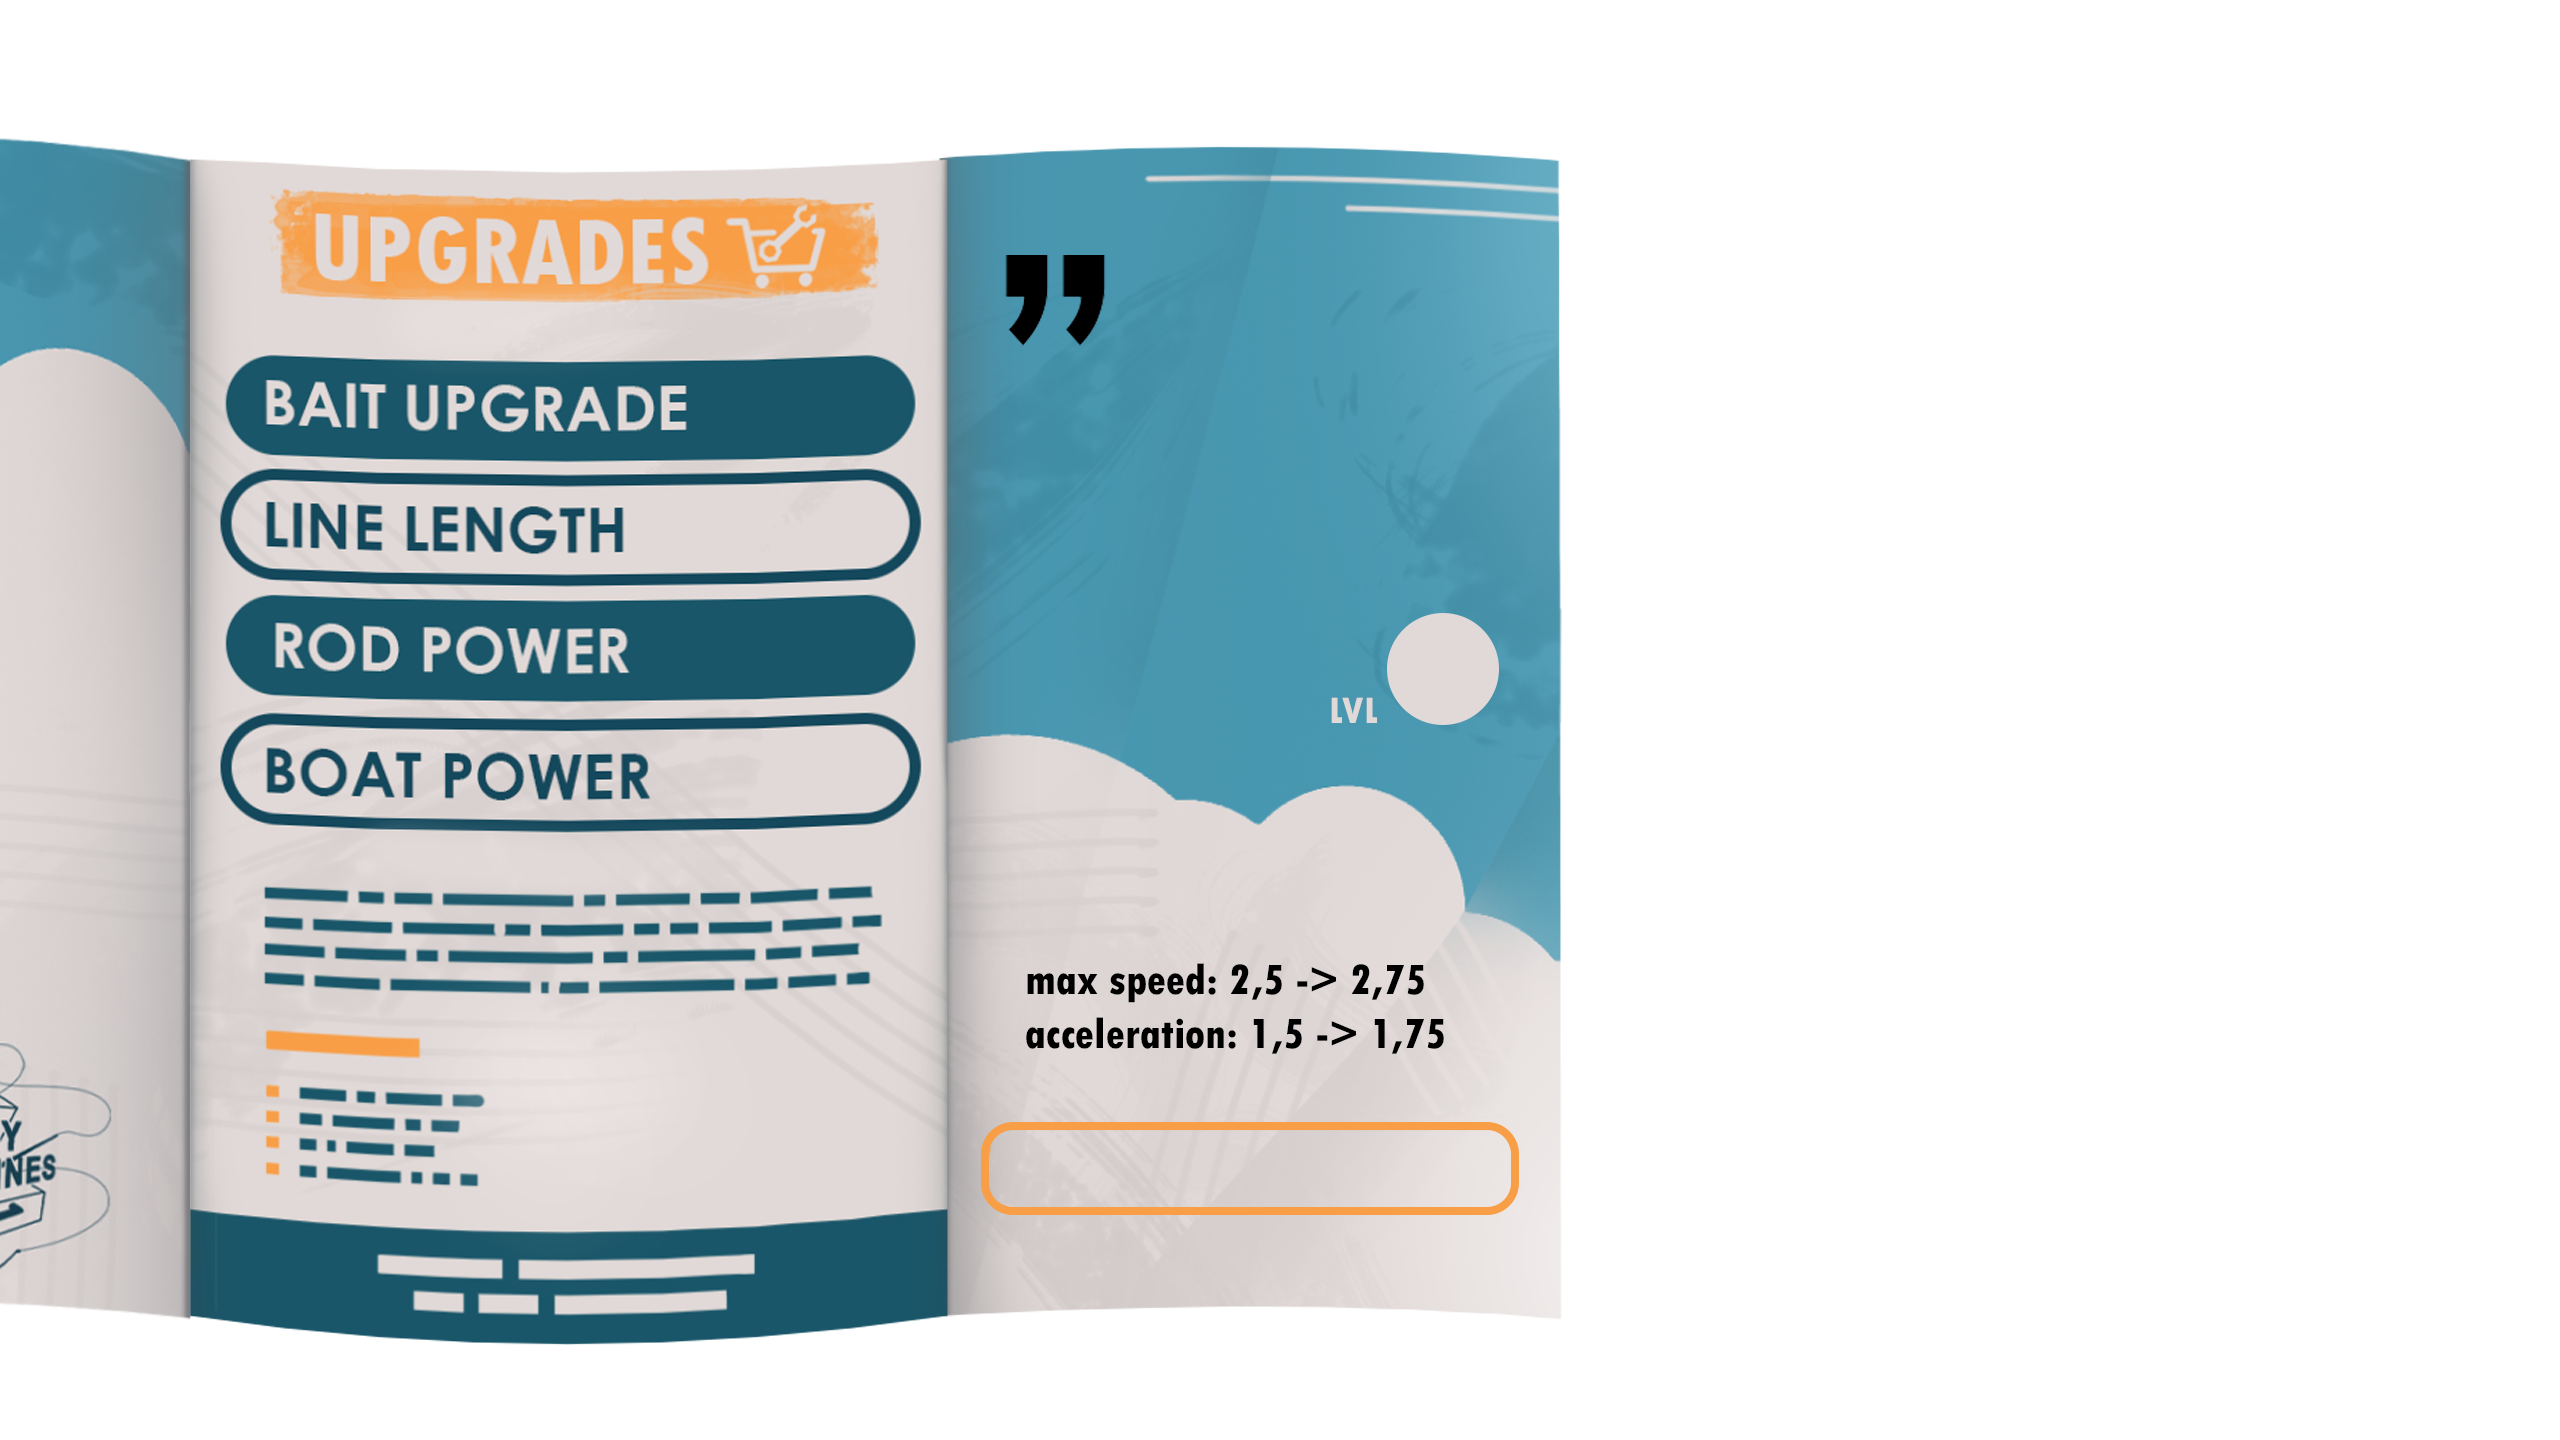 UPGRADES
BAIT UPGRADE
LINE LENGTH
ROD POWER
BOAT POWER
”
LVL
max speed: 2,5 -> 2,75
acceleration: 1,5 -> 1,75